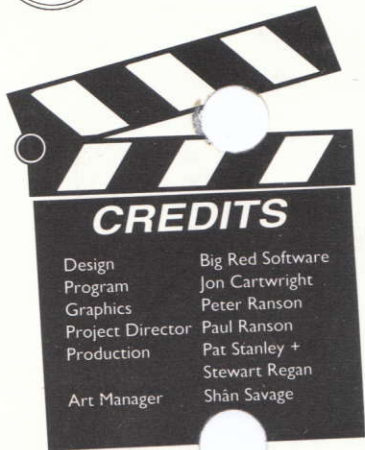 CREDITS
Design Big Red Software
Program Jon Cartwright
Graphics Peter Ranson
Project Director Paul Ranson
Production Pat Stanley +
Stewart Regan
Art Manager Shân Savage